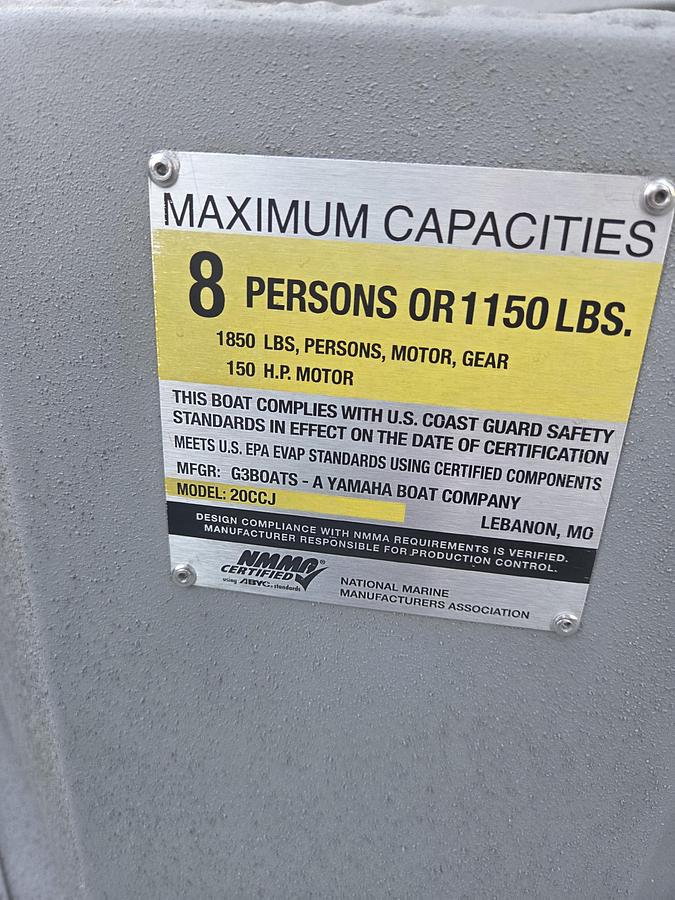 MAXIMUM CAPACITIES
8 PERSONS OR 1150 LBS.
1850 LBS, PERSONS, MOTOR, GEAR
150 H.P. MOTOR
THIS BOAT COMPLIES WITH U.S. COAST GUARD SAFETY
STANDARDS IN EFFECT ON THE DATE OF CERTIFICATION
MEETS U.S. EPA EVAP STANDARDS USING CERTIFIED COMPONENTS
MFGR: G3BOATS - A YAMAHA BOAT COMPANY
MODEL: 20CCJ
LEBANON, MO
DESIGN COMPLIANCE WITH NMMA REQUIREMENTS IS VERIFIED.
MANUFACTURER RESPONSIBLE FOR PRODUCTION CONTROL.
NMMA®
CERTIFIED
using ABYC. standards
NATIONAL MARINE
MANUFACTURERS ASSOCIATION